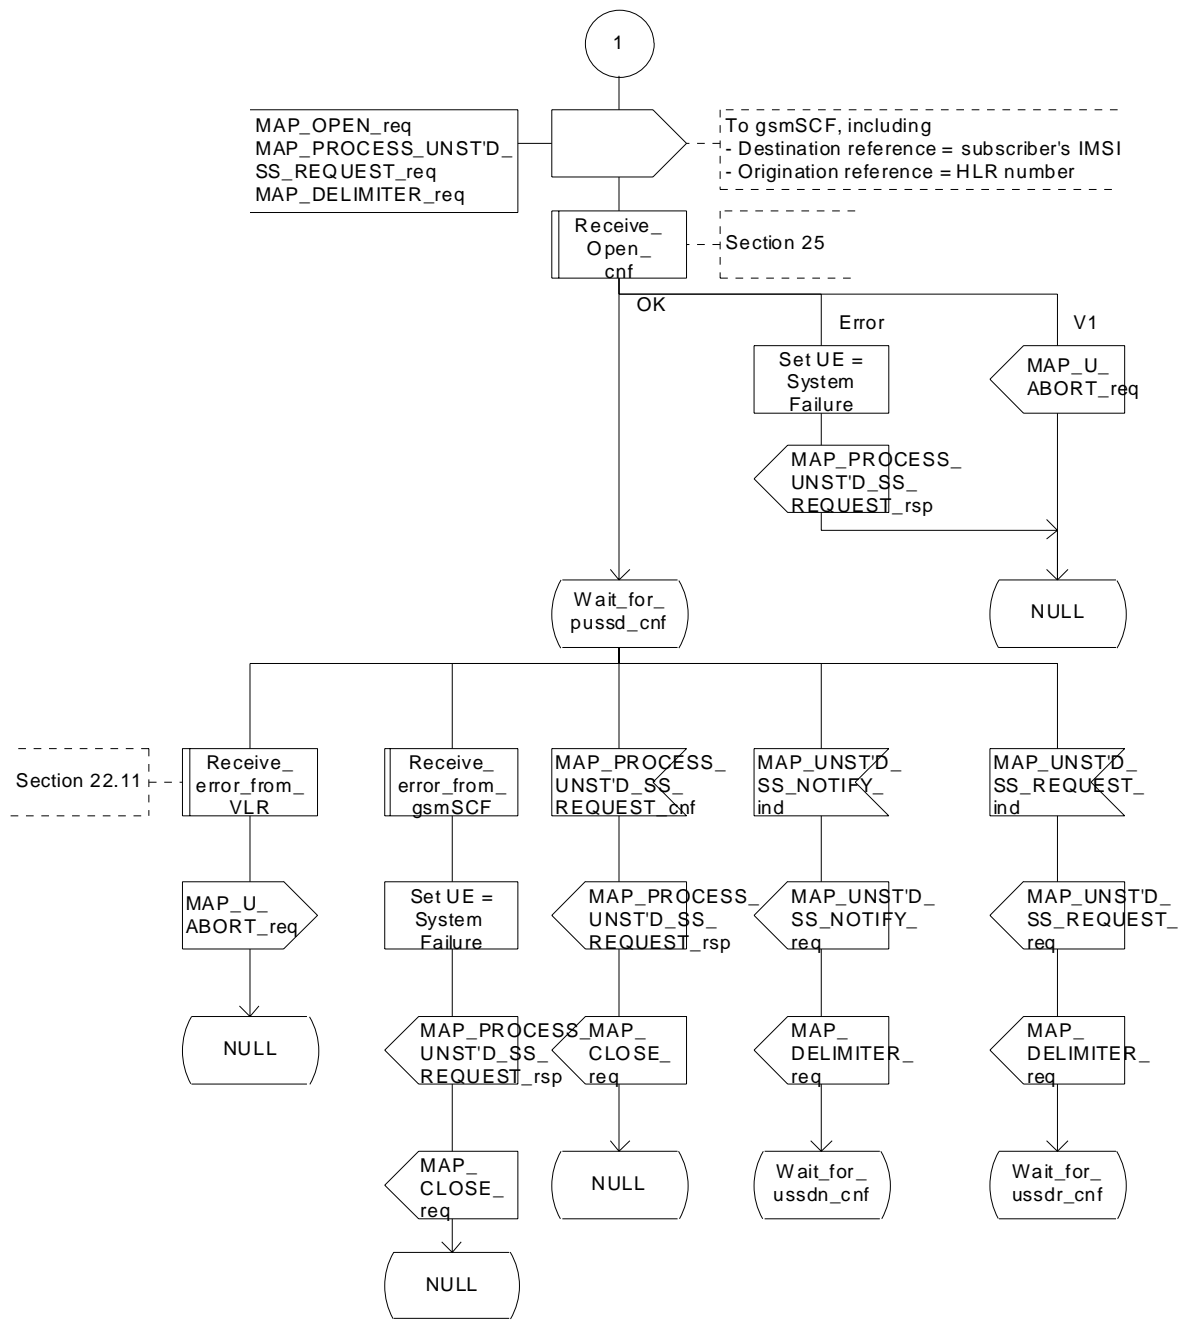 1
MAP_OPEN_req
MAP_PROCESS_UNST'D_
SS_REQUEST_req
MAP_DELIMITER_req
To gsmSCF, including
- Destination reference = subscriber's IMSI
- Origination reference = HLR number
Receive_
Open_
cnf
Section 25
OK
Error
V1
Set UE =
System
Failure
MAP_U_
ABORT_req
MAP_PROCESS_
UNST'D_SS_
REQUEST_rsp
Wait_for_
pussd_cnf
NULL
Section 22.11
Receive_
error_from_
VLR
Receive_
error_from_
gsmSCF
MAP_PROCESS_
UNST'D_SS_
REQUEST_cnf
MAP_UNST'D_
SS_NOTIFY_
ind
MAP_UNST'D_
SS_REQUEST_
ind
MAP_U_
ABORT_req
Set UE =
System
Failure
MAP_PROCESS_
UNST'D_SS_
REQUEST_rsp
MAP_UNST'D_
SS_NOTIFY_
req
MAP_UNST'D_
SS_REQUEST_
req
NULL
MAP_PROCESS_
UNST'D_SS_
REQUEST_rsp
MAP_
CLOSE_
req
MAP_
DELIMITER_
req
MAP_
DELIMITER_
req
MAP_
CLOSE_
req
NULL
Wait_for_
ussdn_cnf
Wait_for_
ussdr_cnf
NULL